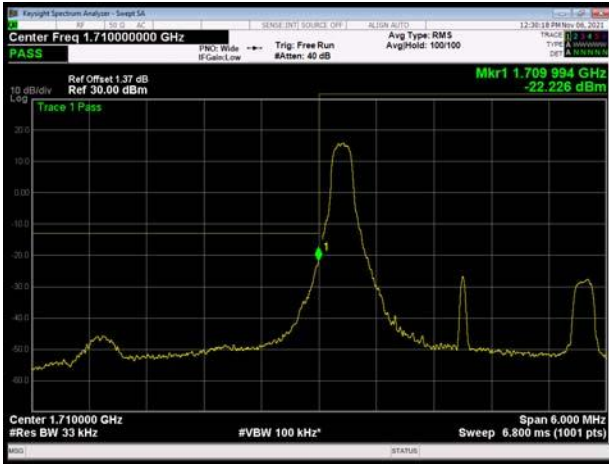 Keysight Spectrum Analyzer - Swept SA
RF 50 Ω AC SENSE:INT SOURCE OFF ALIGN AUTO 12:30:18 PM Nov 06, 2021
Center Freq 1.710000000 GHz
PASS
PNO: Wide
IFGain:Low
Trig: Free Run
#Atten: 40 dB
Avg Type: RMS
Avg|Hold: 100/100
TRACE 1 2 3 4 5 6
TYPE A WWWWW
DET A NNNNN
Ref Offset 1.37 dB
10 dB/div Ref 30.00 dBm
Log
Mkr1 1.709 994 GHz
-22.226 dBm
Trace 1 Pass
20.0
10.0
0.00
-10.0
-20.0
-30.0
-40.0
-50.0
-60.0
1
Center 1.710000 GHz
#Res BW 33 kHz
#VBW 100 kHz*
Span 6.000 MHz
Sweep 6.800 ms (1001 pts)
MSG
STATUS